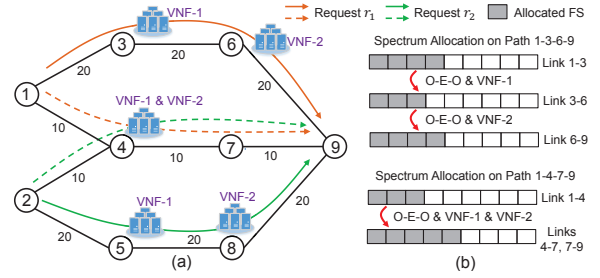 Request r1
Request r2
Allocated FS
VNF-1
VNF-2
3
6
20
20
20
1
VNF-1 & VNF-2
10
10
4
7
9
10
10
2
VNF-1
VNF-2
20
20
20
5
8
(a)
Spectrum Allocation on Path 1-3-6-9
Link 1-3
O-E-O & VNF-1
Link 3-6
O-E-O & VNF-2
Link 6-9
Spectrum Allocation on Path 1-4-7-9
Link 1-4
O-E-O & VNF-1 & VNF-2
Links
4-7, 7-9
(b)